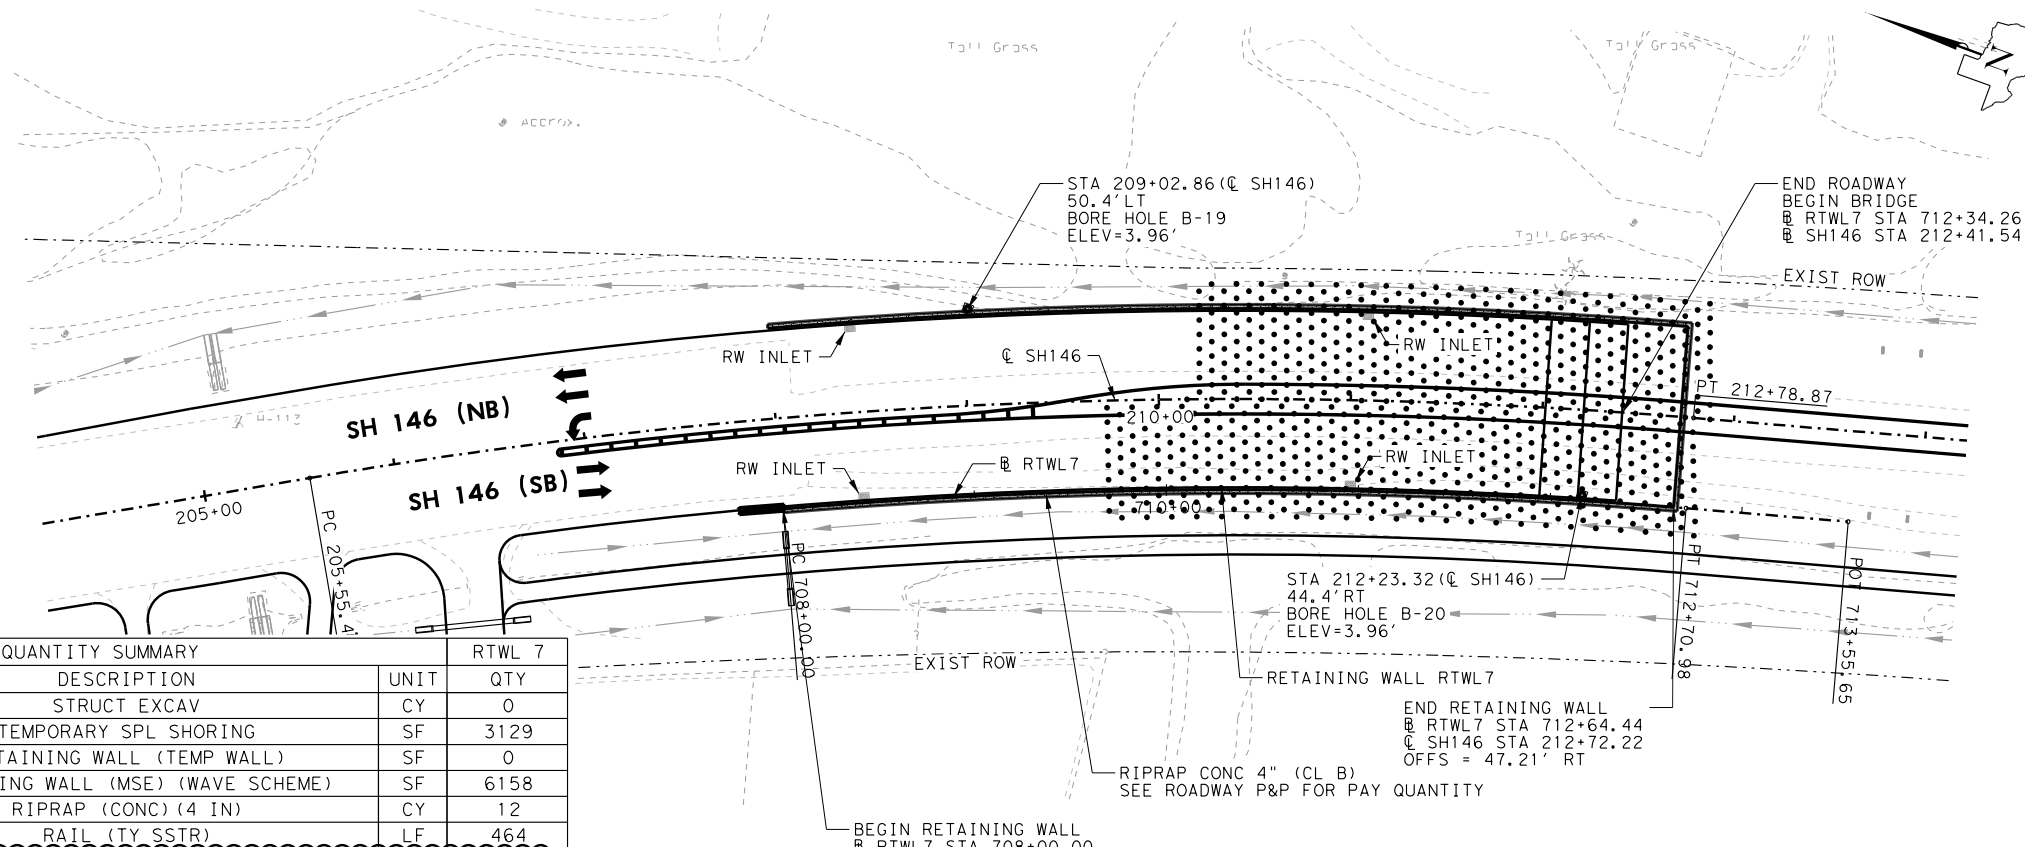 Tall Grass
Tall Grass
Approx.
STA 209+02.86(℄ SH146)
50.4'LT
BORE HOLE B-19
ELEV=3.96'
END ROADWAY
BEGIN BRIDGE
B RTWL7 STA 712+34.26
B SH146 STA 212+41.54
Tall Grass
EXIST ROW
RW INLET
℄ SH146
RW INLET
PT 212+78.87
SH 146 (NB)
210+00
RW INLET
B RTWL7
RW INLET
SH 146 (SB)
205+00
710+00
PC 205+55.4
PC 708+00.00
STA 212+23.32(℄ SH146)
44.4'RT
BORE HOLE B-20
ELEV=3.96'
PT 712+70.98
POT 713+55.65
EXIST ROW
RETAINING WALL RTWL7
END RETAINING WALL
B RTWL7 STA 712+64.44
℄ SH146 STA 212+72.22
OFFS = 47.21' RT
RIPRAP CONC 4" (CL B)
SEE ROADWAY P&P FOR PAY QUANTITY
BEGIN RETAINING WALL
B RTWL7 STA 708+00.00
QUANTITY SUMMARY RTWL 7
DESCRIPTION UNIT QTY
STRUCT EXCAV CY 0
TEMPORARY SPL SHORING SF 3129
TAINING WALL (TEMP WALL) SF 0
ING WALL (MSE) (WAVE SCHEME) SF 6158
RIPRAP (CONC)(4 IN) CY 12
RAIL (TY SSTR) LF 464